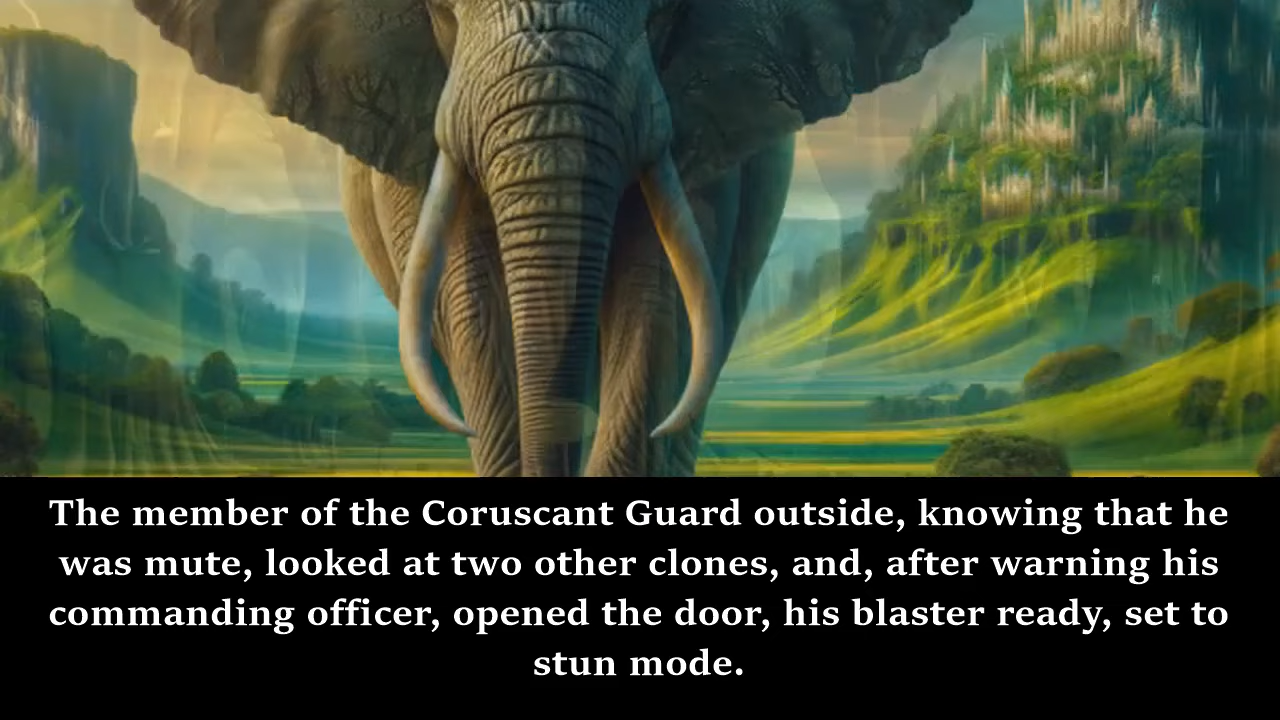 The member of the Coruscant Guard outside, knowing that he
was mute, looked at two other clones, and, after warning his
commanding officer, opened the door, his blaster ready, set to
stun mode.